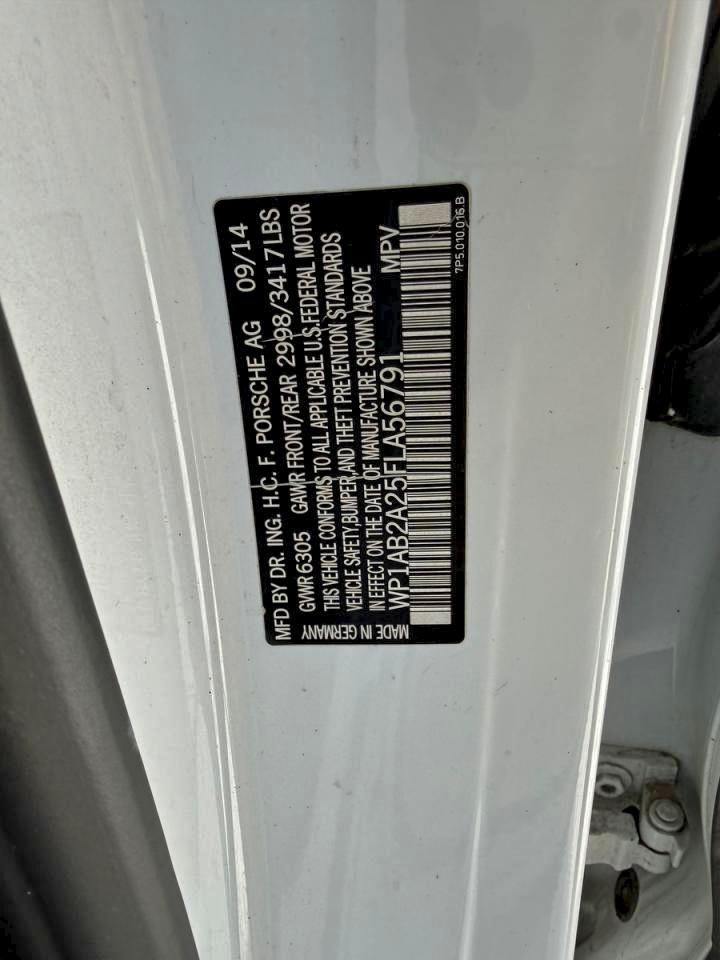 MFD BY DR. ING. H.C. F. PORSCHE AG 09/14
GVWR 6305 GAWR FRONT/REAR 2998/3417LBS
THIS VEHICLE CONFORMS TO ALL APPLICABLE U.S.FEDERAL MOTOR
VEHICLE SAFETY,BUMPER,AND THEFT PREVENTION STANDARDS
IN EFFECT ON THE DATE OF MANUFACTURE SHOWN ABOVE
WP1AB2A25FLA56791 MPV
MADE IN GERMANY
7P5.010.016.B